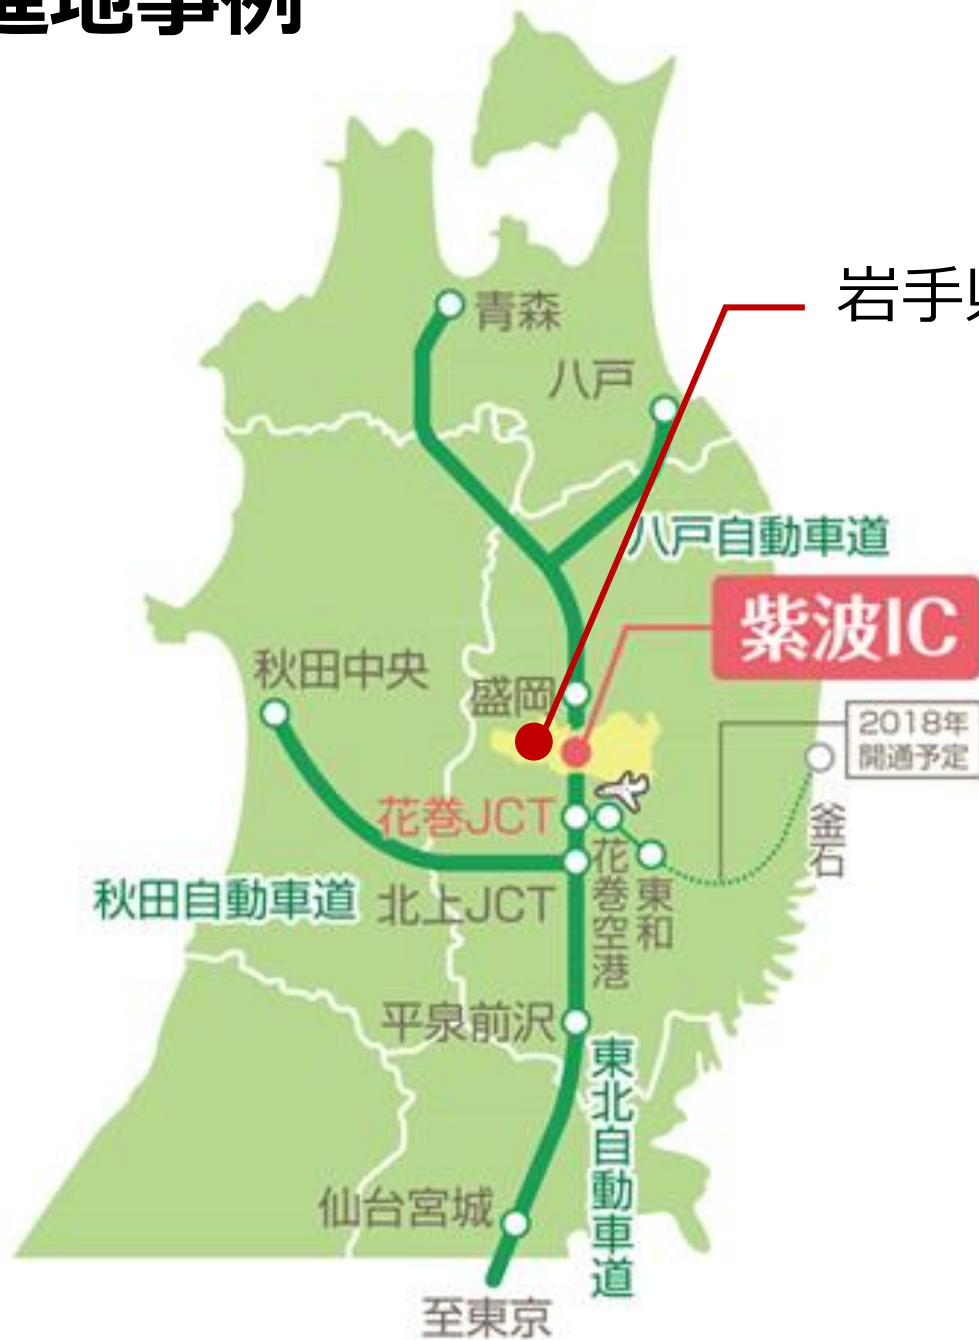 進地事例
岩手県
青森
八戸
八戸自動車道
紫波IC
秋田中央
盛岡
2018年
開通予定
花巻JCT
釜石
花巻空港
東和
秋田自動車道
北上JCT
平泉前沢
東北自動車道
仙台宮城
至東京